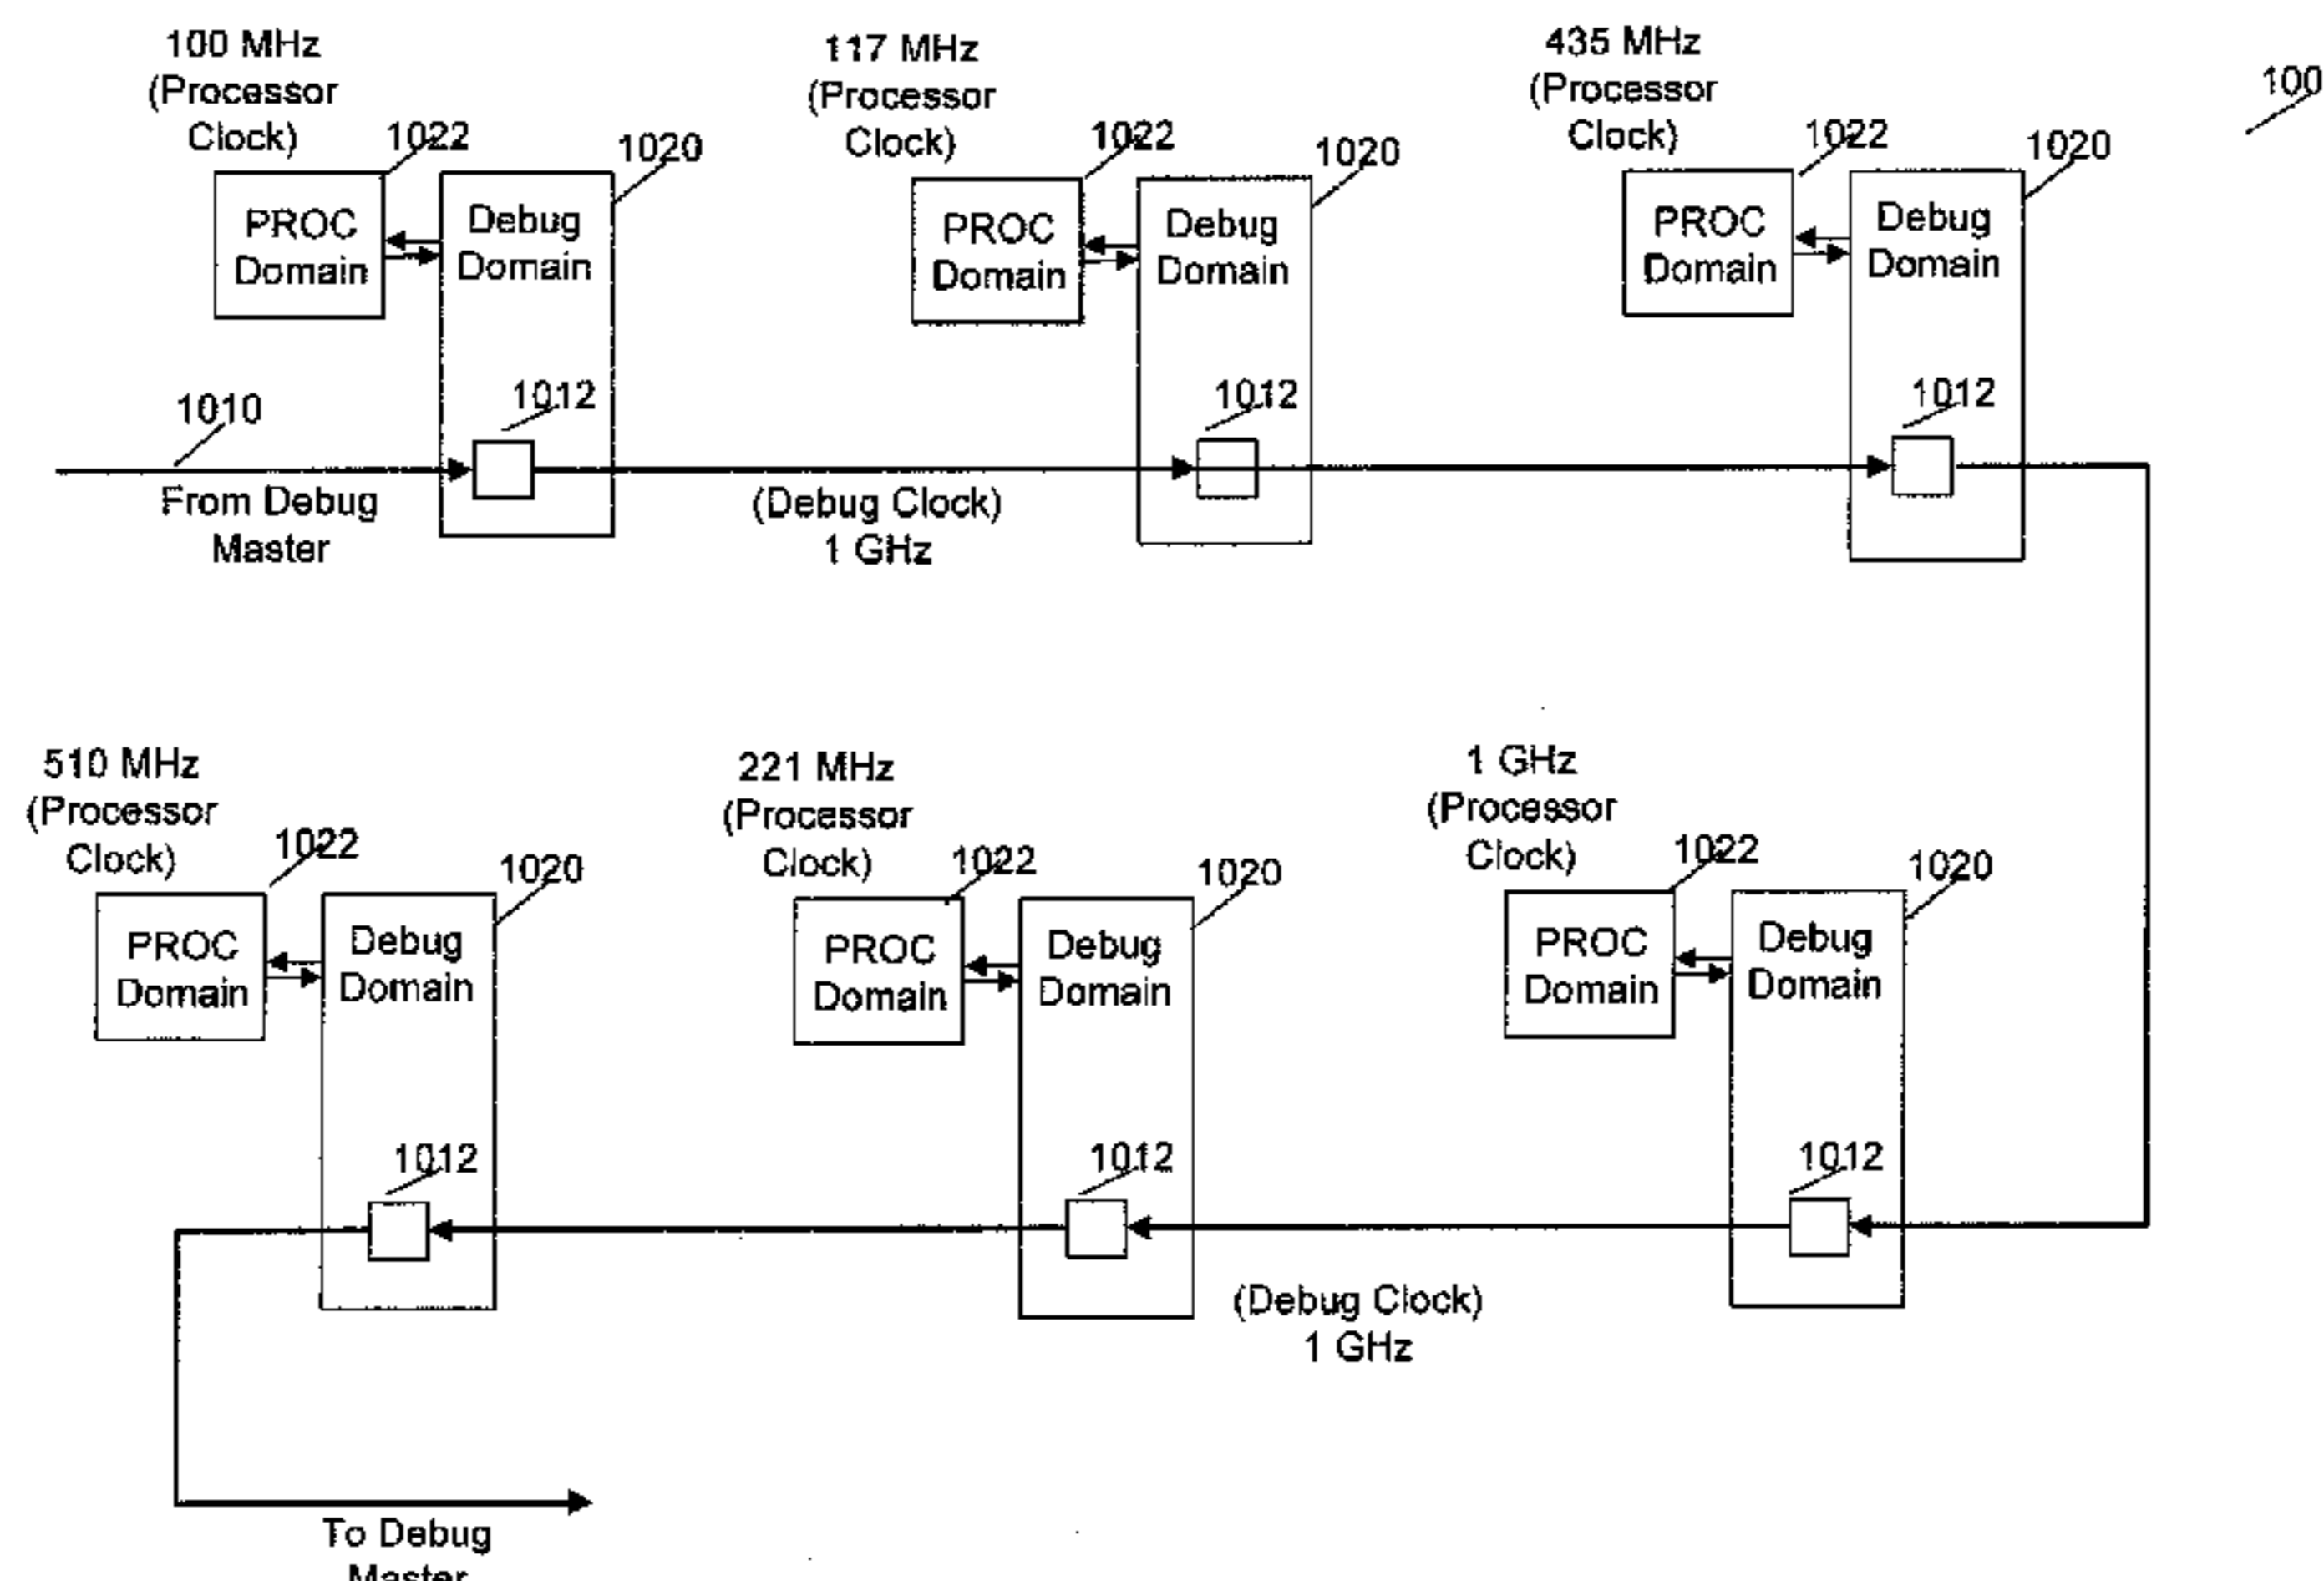 100 MHz
(Processor
Clock)
1022
1020
PROC
Domain
Debug
Domain
1012
1010
From Debug
Master
117 MHz
(Processor
Clock)
1022
1020
PROC
Domain
Debug
Domain
1012
(Debug Clock)
1 GHz
435 MHz
(Processor
Clock)
1022
1020
PROC
Domain
Debug
Domain
1012
100
510 MHz
(Processor
Clock)
1022
1020
PROC
Domain
Debug
Domain
1012
221 MHz
(Processor
Clock)
1022
1020
PROC
Domain
Debug
Domain
1012
(Debug Clock)
1 GHz
1 GHz
(Processor
Clock)
1022
1020
PROC
Domain
Debug
Domain
1012
To Debug
Master